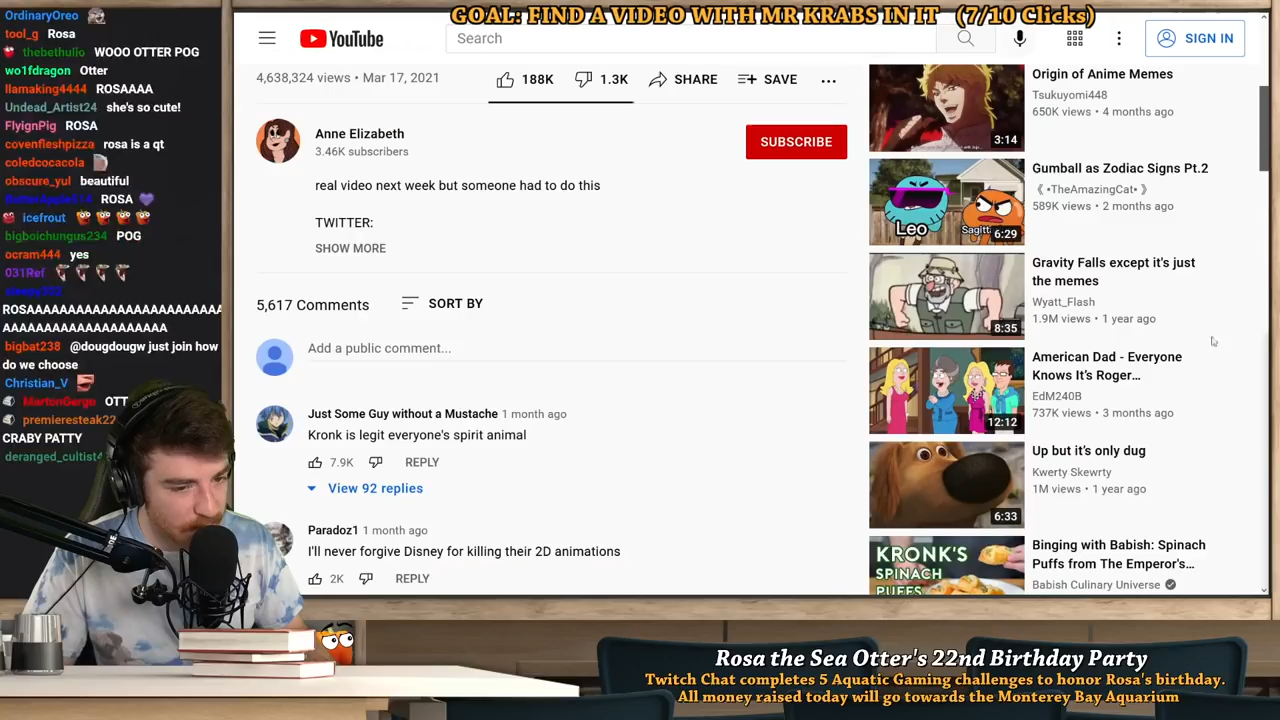 GOAL: FIND A VIDEO WITH MR KRABS IN IT (7/10 Clicks)
OrdinaryOreo
tool_g Rosa
thebethulio WOOO OTTER POG
wo1fdragon Otter
llamaking4444 ROSAAAA
Undead_Artist24 she's so cute!
FlyignPig ROSA
covenfleshpizza rosa is a qt
coledcocacola
obscure_yul beautiful
ROSA
icefrout
bigboichungus234 POG
ocram444 yes
031Ref
ROSAAAAAAAAAAAAAAAAAAAAAAAA
AAAAAAAAAAAAAAAAAAAAA
bigbat238 @dougdougw just join how
do we choose
Christian_V
MartonGergo OTT
premieresteak22
CRABY PATTY
deranged_cultist4
YouTube
Search
SIGN IN
4,638,324 views • Mar 17, 2021
188K
1.3K
SHARE
SAVE
Anne Elizabeth
3.46K subscribers
SUBSCRIBE
real video next week but someone had to do this
TWITTER:
SHOW MORE
5,617 Comments
SORT BY
Add a public comment...
Just Some Guy without a Mustache 1 month ago
Kronk is legit everyone's spirit animal
7.9K
REPLY
View 92 replies
Paradoz1 1 month ago
I'll never forgive Disney for killing their 2D animations
2K
REPLY
3:14
Origin of Anime Memes
Tsukuyomi448
650K views • 4 months ago
Leo
Sagitt
6:29
Gumball as Zodiac Signs Pt.2
《 •TheAmazingCat• 》
589K views • 2 months ago
8:35
Gravity Falls except it's just
the memes
Wyatt_Flash
1.9M views • 1 year ago
12:12
American Dad - Everyone
Knows It's Roger…
EdM240B
737K views • 3 months ago
6:33
Up but it's only dug
Kwerty Skewrty
1M views • 1 year ago
KRONK'S
SPINACH
PUFFS
Binging with Babish: Spinach
Puffs from The Emperor's…
Babish Culinary Universe
Rosa the Sea Otter's 22nd Birthday Party
Twitch Chat completes 5 Aquatic Gaming challenges to honor Rosa's birthday.
All money raised today will go towards the Monterey Bay Aquarium